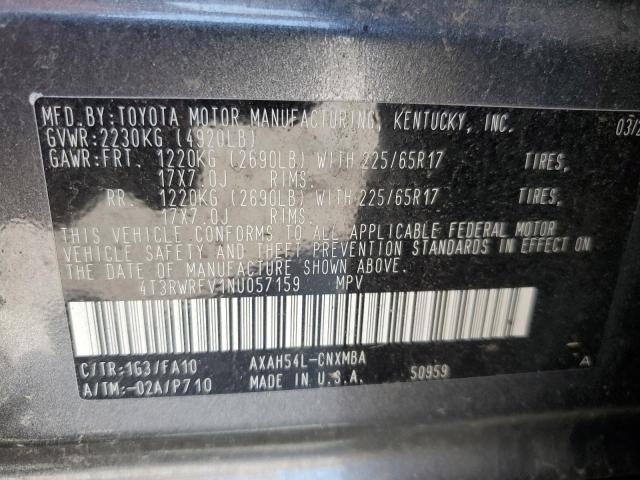 MFD.BY:TOYOTA MOTOR MANUFACTURING, KENTUCKY, INC. 03/2
GVWR:2230KG (4920LB)
GAWR:FRT. 1220KG (2690LB) WITH 225/65R17 TIRES,
17X7.0J RIMS.
RR. 1220KG (2690LB) WITH 225/65R17 TIRES,
17X7.0J RIMS.
THIS VEHICLE CONFORMS TO ALL APPLICABLE FEDERAL MOTOR
VEHICLE SAFETY AND THEFT PREVENTION STANDARDS IN EFFECT ON
THE DATE OF MANUFACTURE SHOWN ABOVE.
4T3RWRFV1NU057159 MPV
C/TR:1G3/FA10 AXAH54L-CNXMBA A
A/TM:-02A/P710 MADE IN U.S.A. 50959